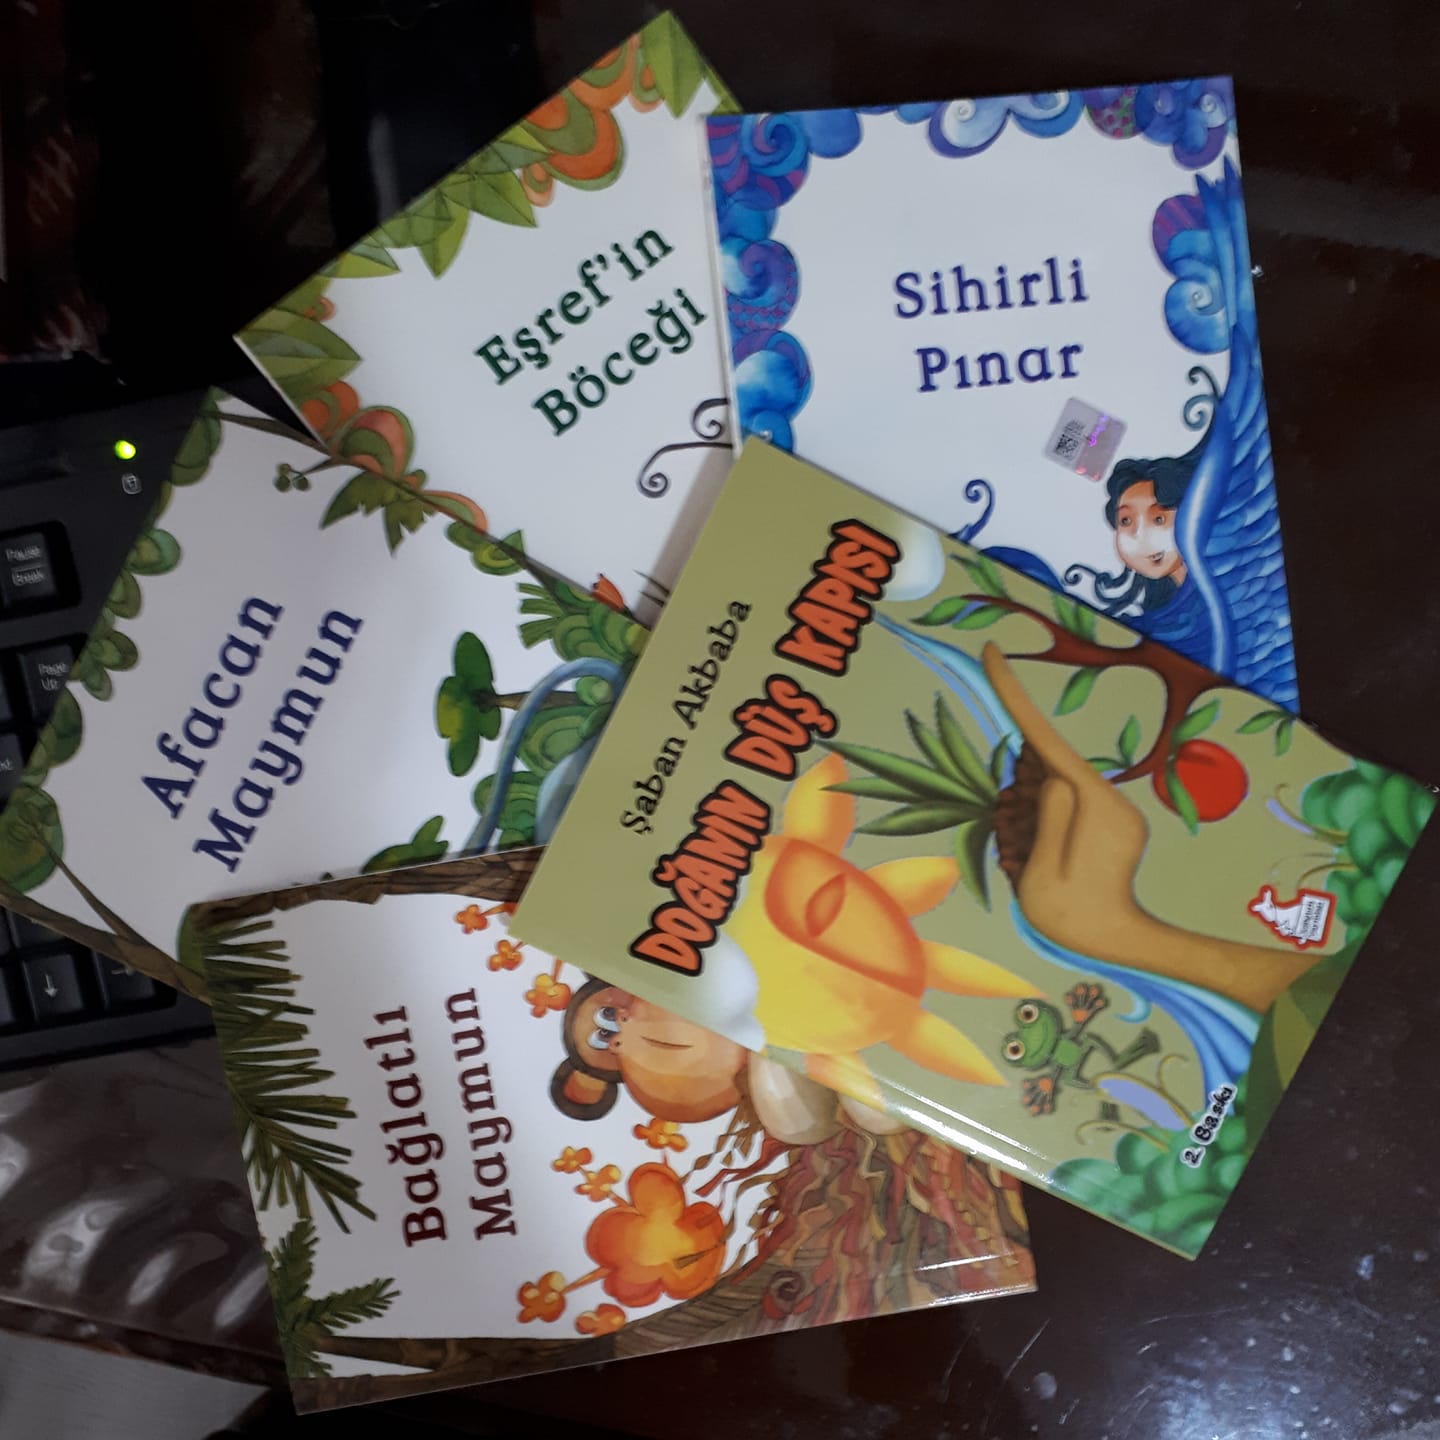 Eşref'in
Böceği
Sihirli
Pınar
Afacan
Maymun
Şaban Akbaba
DOĞANIN DÜŞ KAPISI
2. Baskı
Bağlatlı
Maymun
Pause
Break
Page
Up